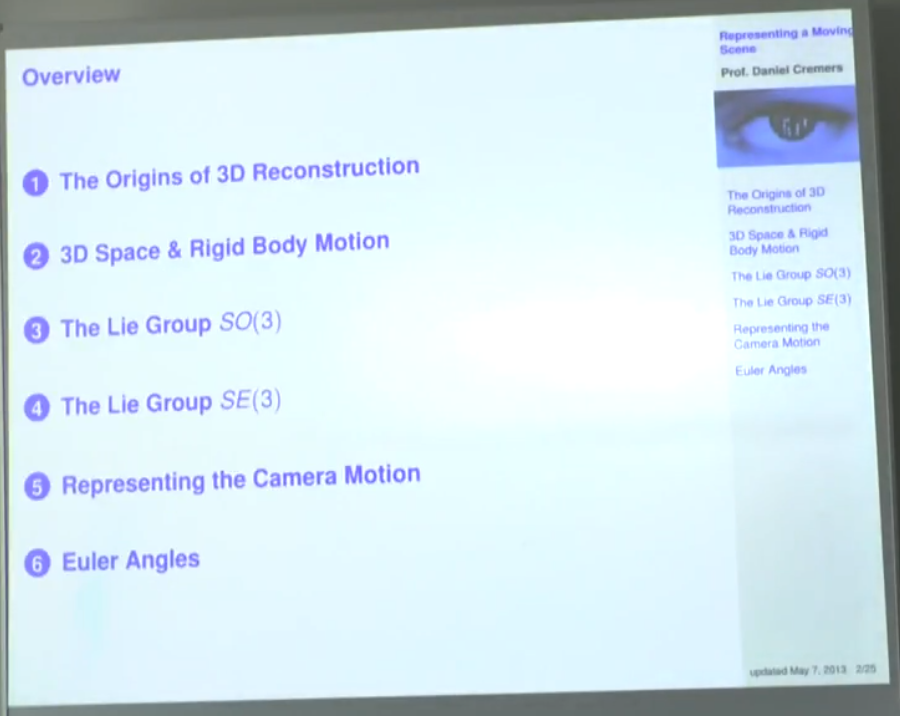 Overview
1 The Origins of 3D Reconstruction
2 3D Space & Rigid Body Motion
3 The Lie Group SO(3)
4 The Lie Group SE(3)
5 Representing the Camera Motion
6 Euler Angles
Representing a Moving
Scene
Prof. Daniel Cremers
The Origins of 3D
Reconstruction
3D Space & Rigid
Body Motion
The Lie Group SO(3)
The Lie Group SE(3)
Representing the
Camera Motion
Euler Angles
updated May 7, 2013 2/25